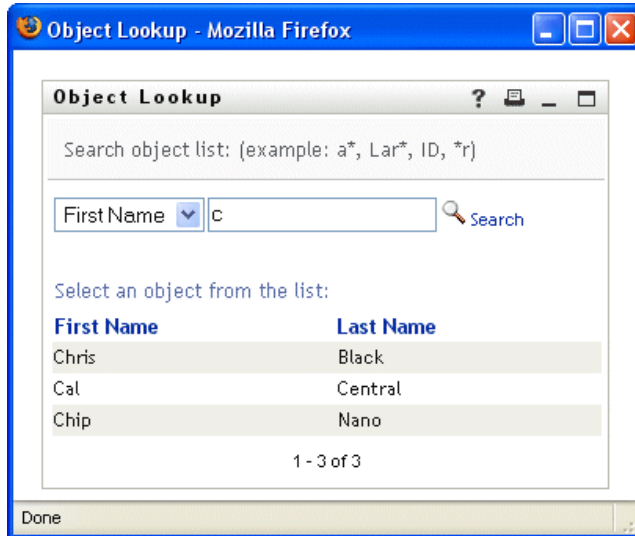 Object Lookup - Mozilla Firefox
Object Lookup ?
Search object list: (example: a*, Lar*, ID, *r)
First Name c Search
Select an object from the list:
First Name Last Name
Chris Black
Cal Central
Chip Nano
1 - 3 of 3
Done